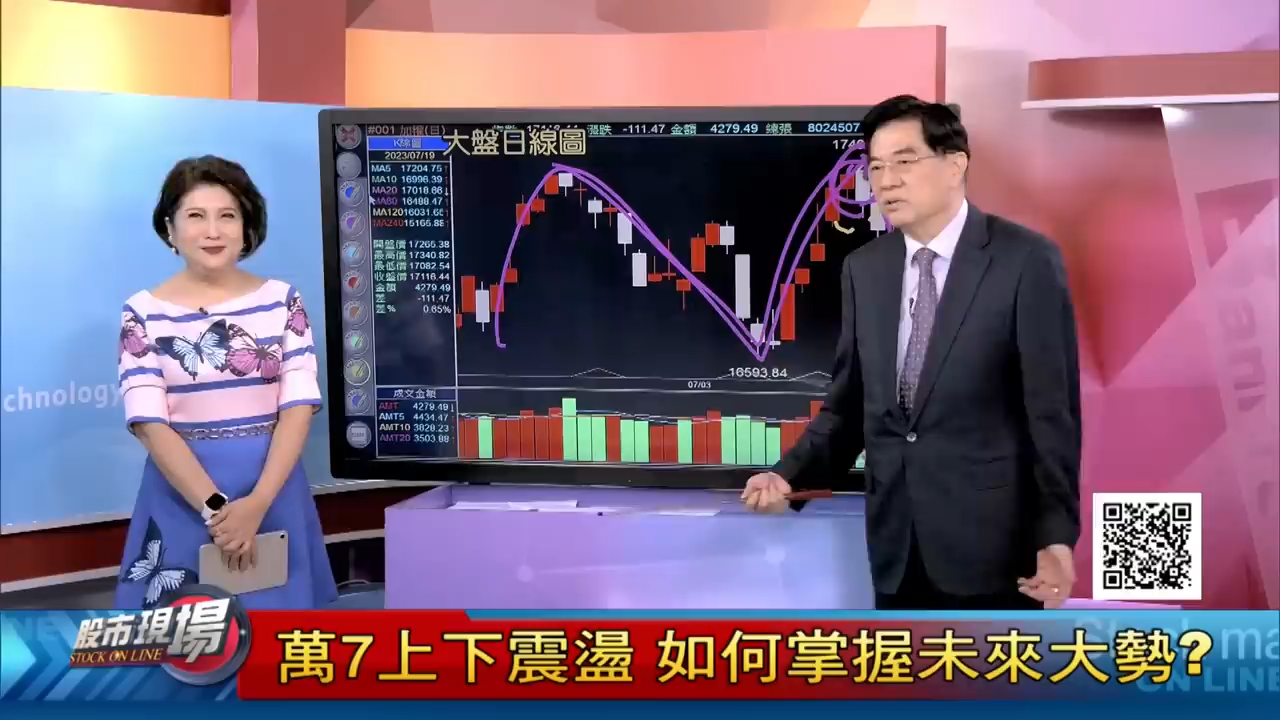 #001 加權(日)
大盤日線圖
漲跌 -111.47 金額 4279.49 總張 8024507
K線圖
2023/07/19
MA5 17204.75↑
MA10 16996.39↑
MA20 17018.66↓
MA60 16488.47↑
MA120 16031.66↑
MA240 15165.88↑
開盤價 17265.38
最高價 17340.82
最低價 17082.54
收盤價 17116.44
金額 4279.49
差 -111.47
差% 0.65%
16593.84
07/03
成交金額
AMT 4279.49↓
AMT5 4434.47↑
AMT10 3828.23↑
AMT20 3503.88↑
chnology
股市現場
STOCK ON LINE
萬7上下震盪 如何掌握未來大勢?
ON LINE